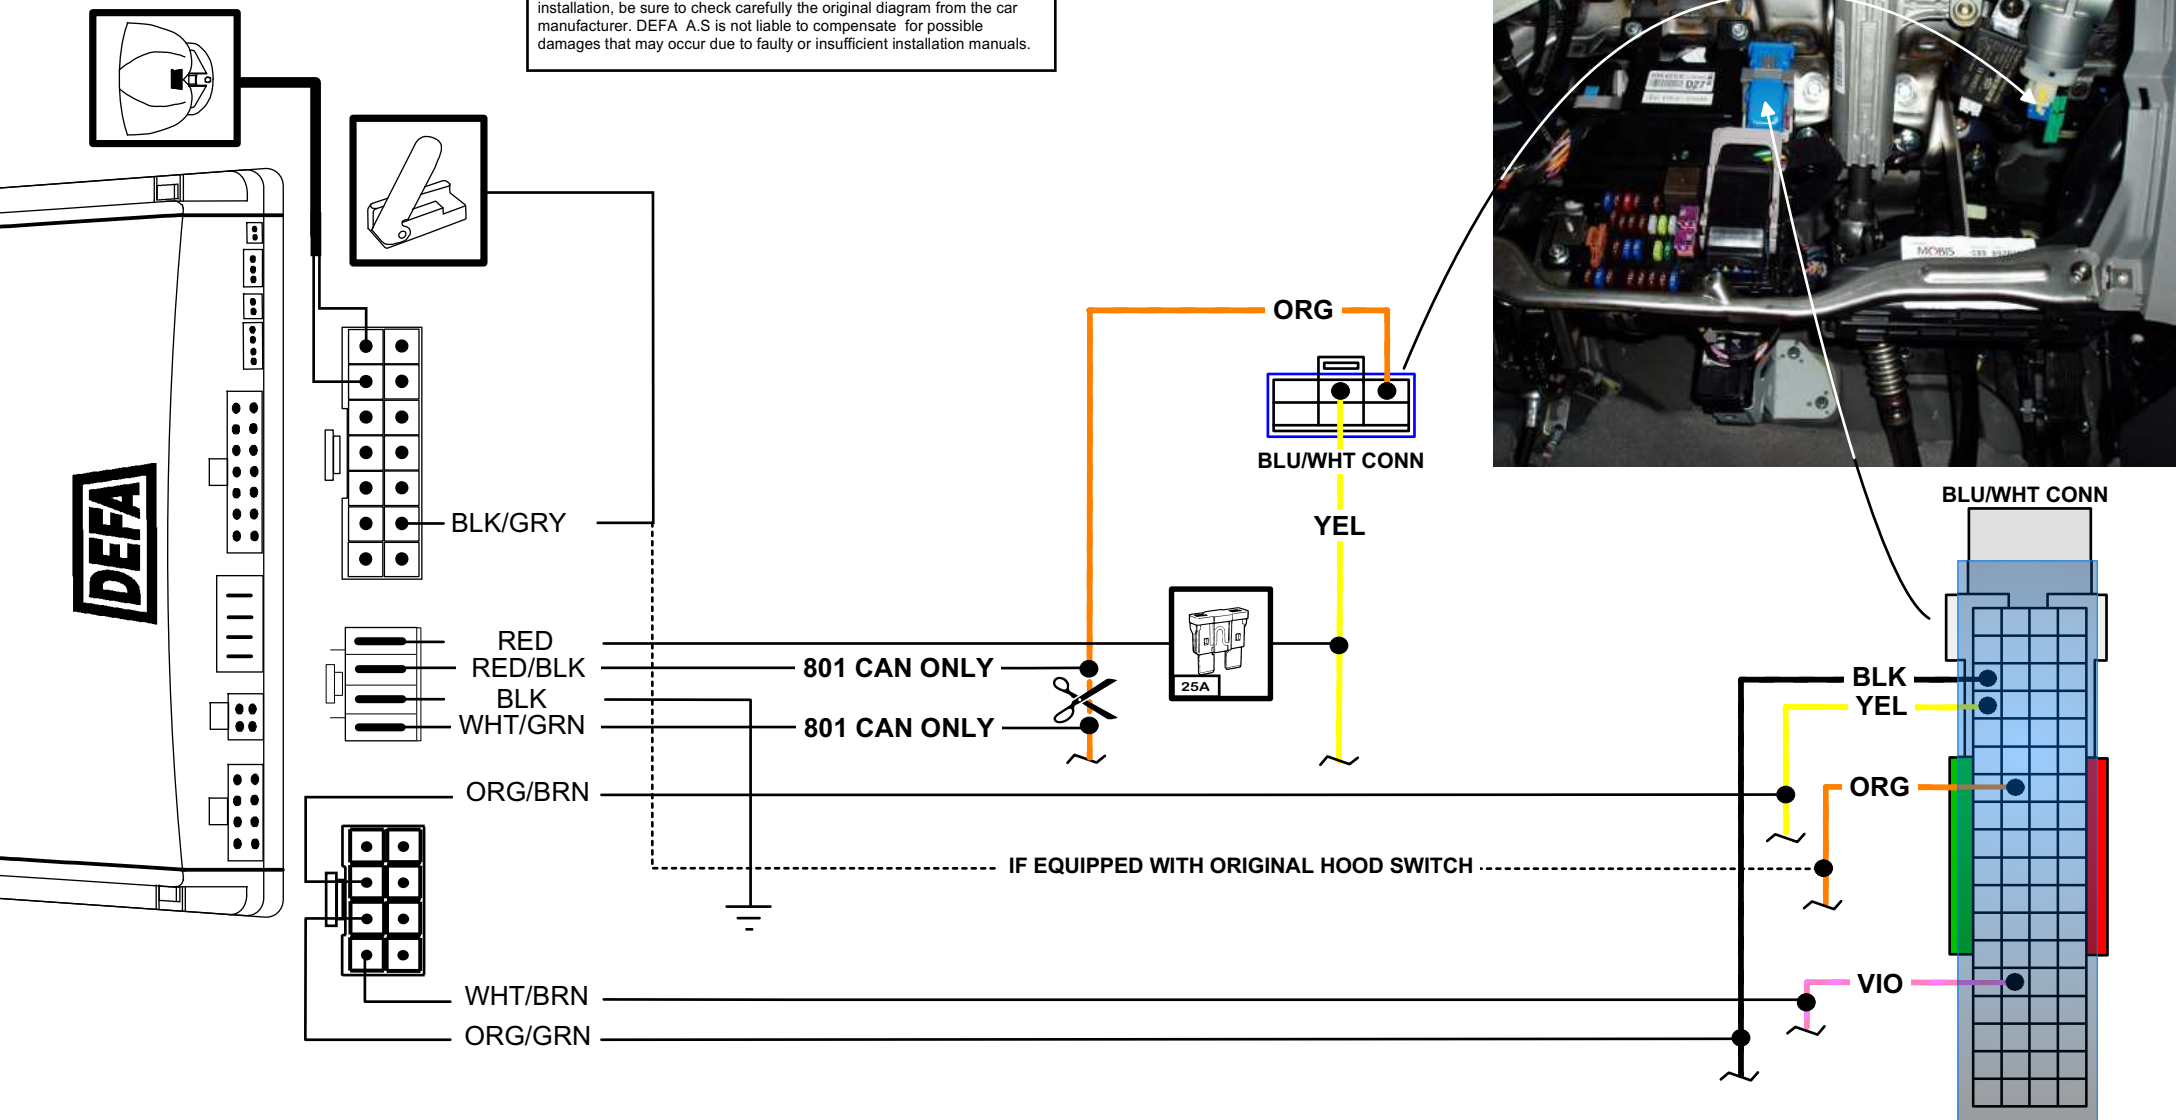 installation, be sure to check carefully the original diagram from the car
manufacturer. DEFA A.S is not liable to compensate for possible
damages that may occur due to faulty or insufficient installation manuals.
D27
MOBIS
ORG
BLU/WHT CONN
BLU/WHT CONN
DEFA
BLK/GRY
YEL
RED
RED/BLK
801 CAN ONLY
25A
BLK
BLK
YEL
WHT/GRN
801 CAN ONLY
ORG/BRN
ORG
IF EQUIPPED WITH ORIGINAL HOOD SWITCH
WHT/BRN
VIO
ORG/GRN